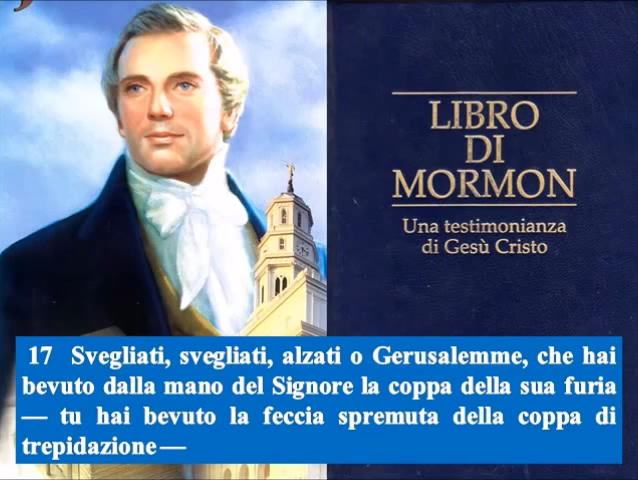 LIBRO
DI
MORMON
Una testimonianza
di Gesù Cristo
17 Svegliati, svegliati, alzati o Gerusalemme, che hai
bevuto dalla mano del Signore la coppa della sua furia
— tu hai bevuto la feccia spremuta della coppa di
trepidazione —